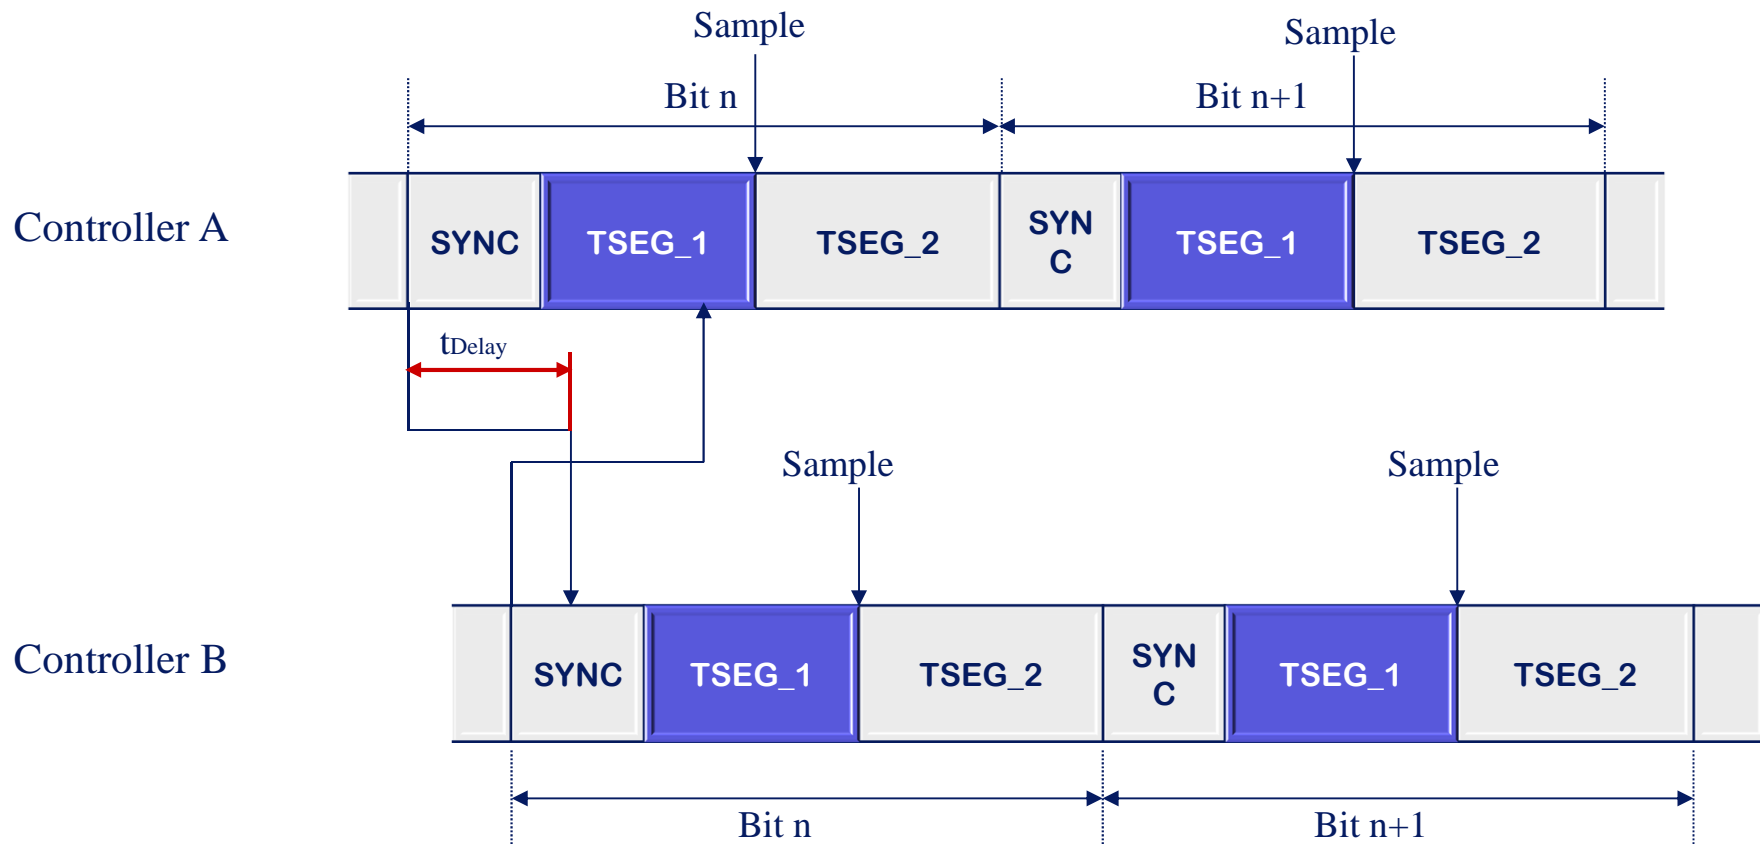 Sample
Sample
Bit n
Bit n+1
Controller A
SYNC
TSEG_1
TSEG_2
SYN
C
TSEG_1
TSEG_2
tDelay
Sample
Sample
Controller B
SYNC
TSEG_1
TSEG_2
SYN
C
TSEG_1
TSEG_2
Bit n
Bit n+1